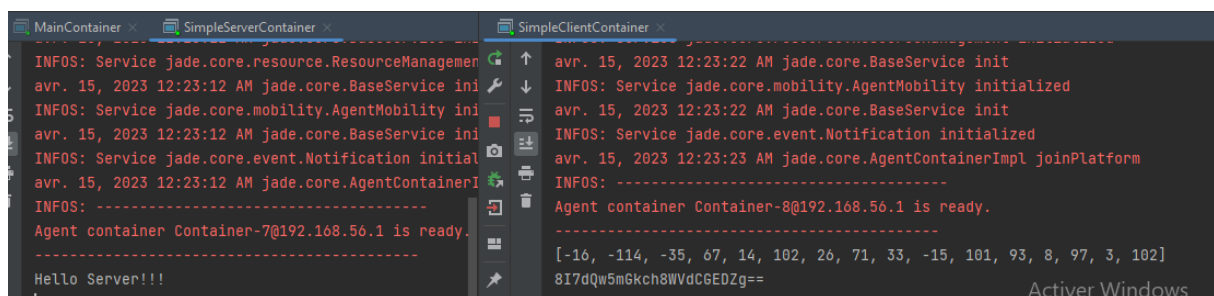 MainContainer
SimpleServerContainer
INFOS: Service jade.core.resource.ResourceManagemen
avr. 15, 2023 12:23:12 AM jade.core.BaseService ini
INFOS: Service jade.core.mobility.AgentMobility ini
avr. 15, 2023 12:23:12 AM jade.core.BaseService ini
INFOS: Service jade.core.event.Notification initial
avr. 15, 2023 12:23:12 AM jade.core.AgentContainerI
INFOS: --------------------------------------
Agent container Container-7@192.168.56.1 is ready.
--------------------------------------------
Hello Server!!!
SimpleClientContainer
avr. 15, 2023 12:23:22 AM jade.core.BaseService init
INFOS: Service jade.core.mobility.AgentMobility initialized
avr. 15, 2023 12:23:22 AM jade.core.BaseService init
INFOS: Service jade.core.event.Notification initialized
avr. 15, 2023 12:23:23 AM jade.core.AgentContainerImpl joinPlatform
INFOS: --------------------------------------
Agent container Container-8@192.168.56.1 is ready.
--------------------------------------------
[-16, -114, -35, 67, 14, 102, 26, 71, 33, -15, 101, 93, 8, 97, 3, 102]
8I7dQw5mGkch8WVdCGEDZg==
Activer Windows